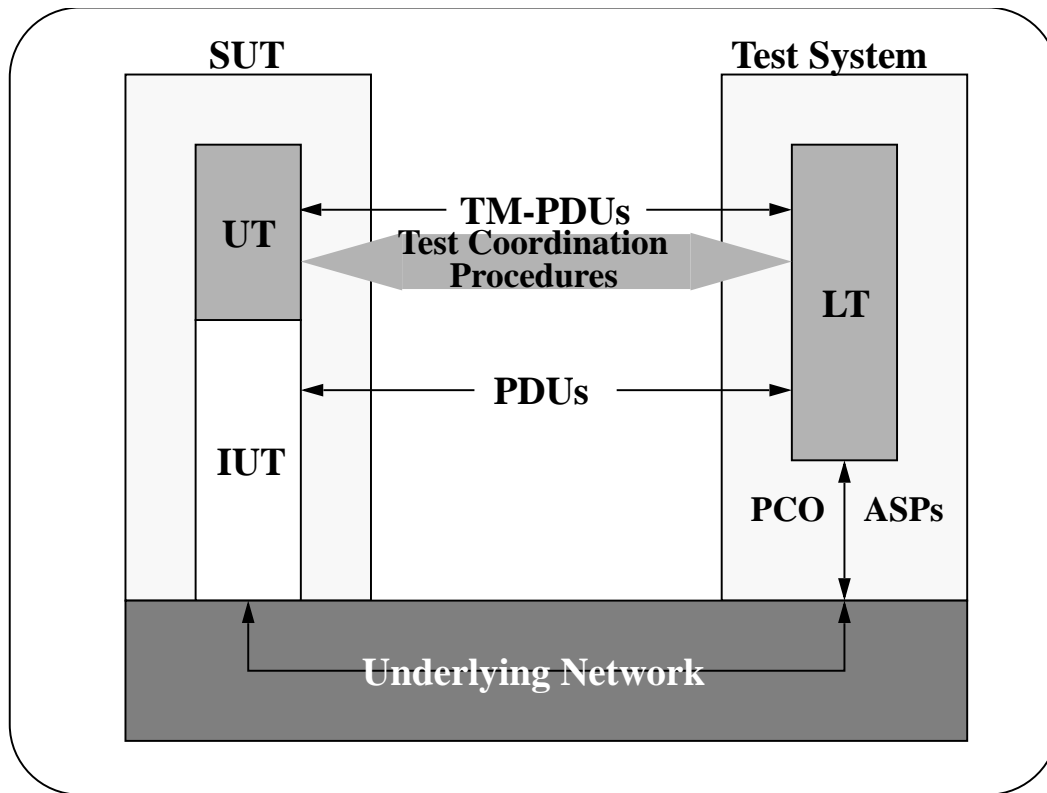 SUT
Test System
TM-PDUs
UT
Test Coordination
Procedures
LT
PDUs
IUT
PCO
ASPs
Underlying Network